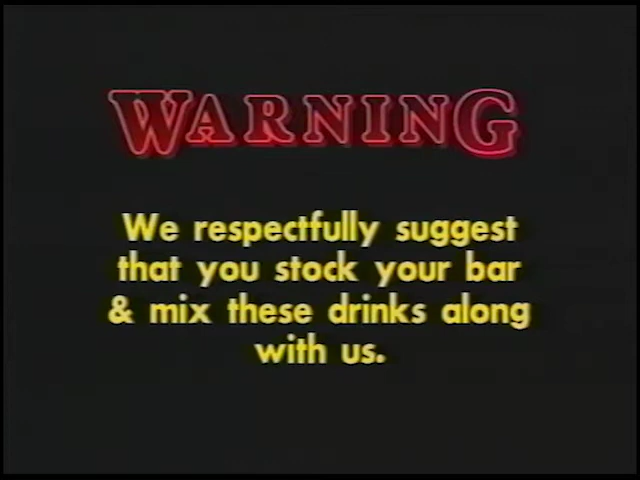 WARNING
We respectfully suggest
that you stock your bar
& mix these drinks along
with us.